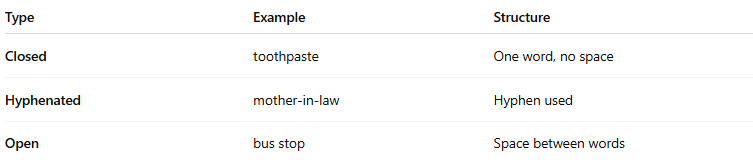 Type Example Structure
Closed toothpaste One word, no space
Hyphenated mother-in-law Hyphen used
Open bus stop Space between words